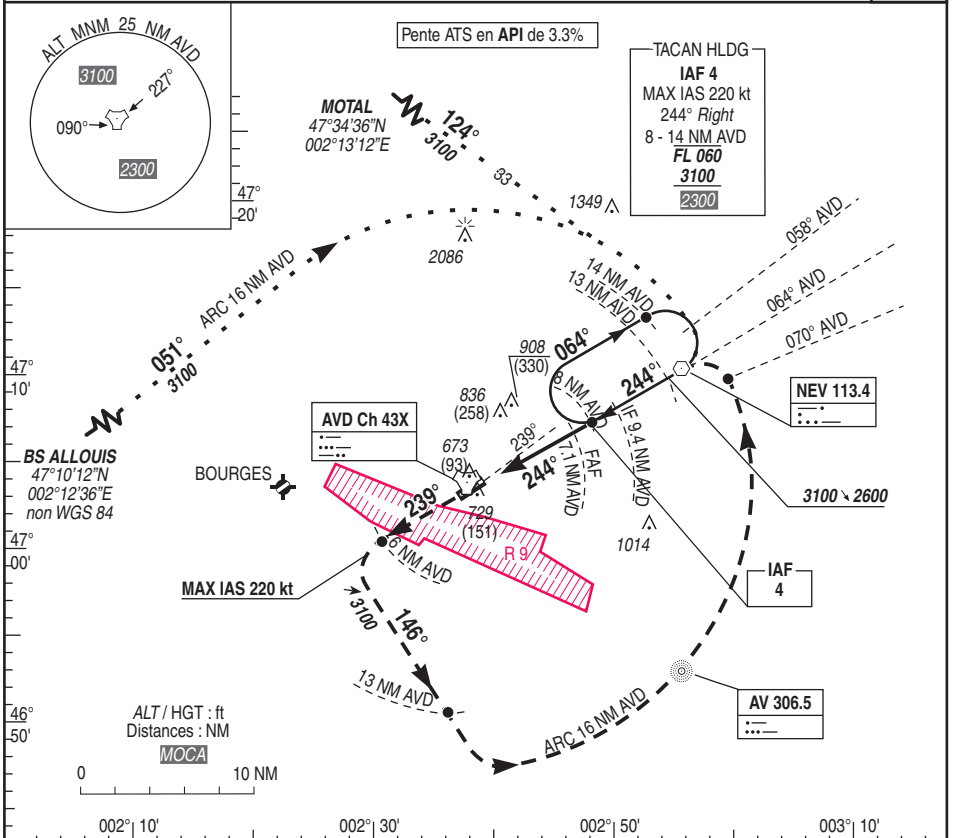 ALT MNM 25 NM AVD
3100
227°
090°
2300
47°
20'
Pente ATS en API de 3.3%
TACAN HLDG
IAF 4
MAX IAS 220 kt
244° Right
8 - 14 NM AVD
FL 060
3100
2300
MOTAL
47°34'36"N
002°13'12"E
124°
3100
33
1349
2086
ARC 16 NM AVD
051°
3100
058° AVD
064° AVD
070° AVD
14 NM AVD
13 NM AVD
47°
10'
908
(330)
064°
244°
8 NM AVD
836
(258)
NEV 113.4
AVD Ch 43X
239°
IF 9.4 NM AVD
FAF
7.1 NM AVD
673
(93)
244°
BS ALLOUIS
47°10'12"N
002°12'36"E
non WGS 84
BOURGES
239°
729
(151)
3100 ↘ 2600
1014
R 9
47°
00'
6 NM AVD
MAX IAS 220 kt
IAF
4
↗ 3100
146°
13 NM AVD
AV 306.5
ARC 16 NM AVD
46°
50'
ALT / HGT : ft
Distances : NM
MOCA
0 10 NM
002° 10' 002° 30' 002° 50' 003° 10'